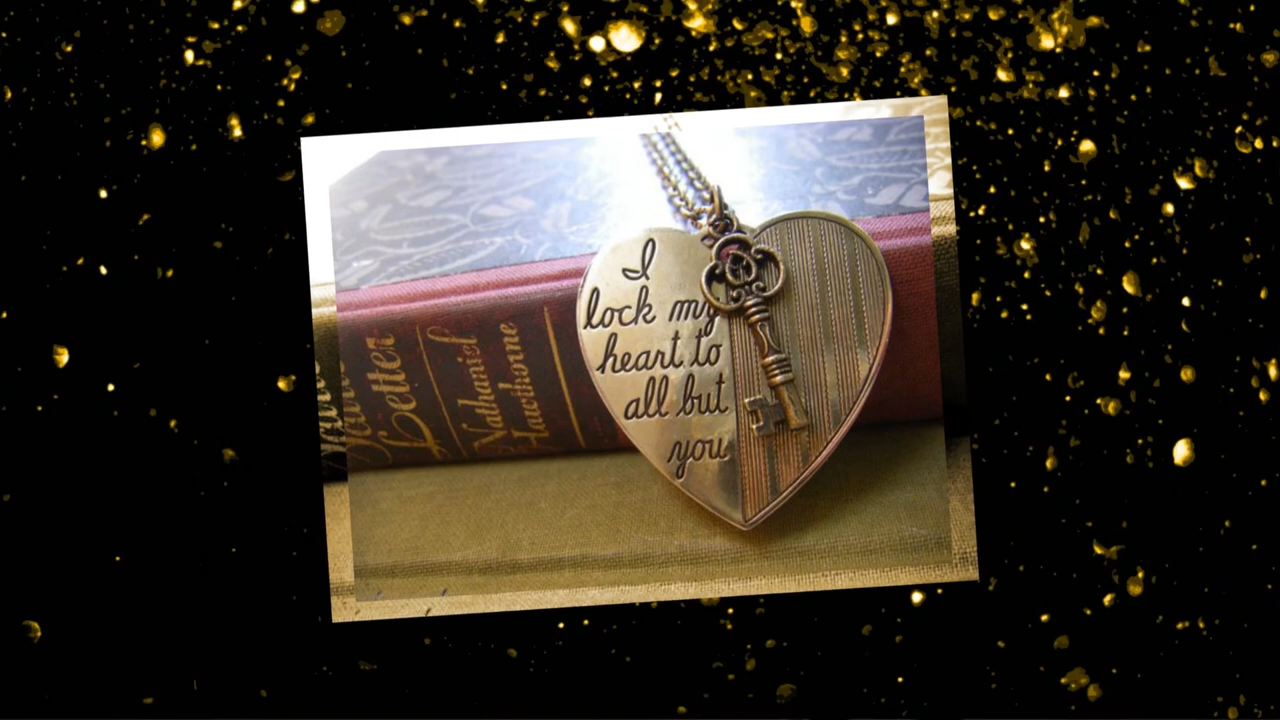 I
lock my
heart to
all but
you
Letter
Nathaniel
Hawthorne